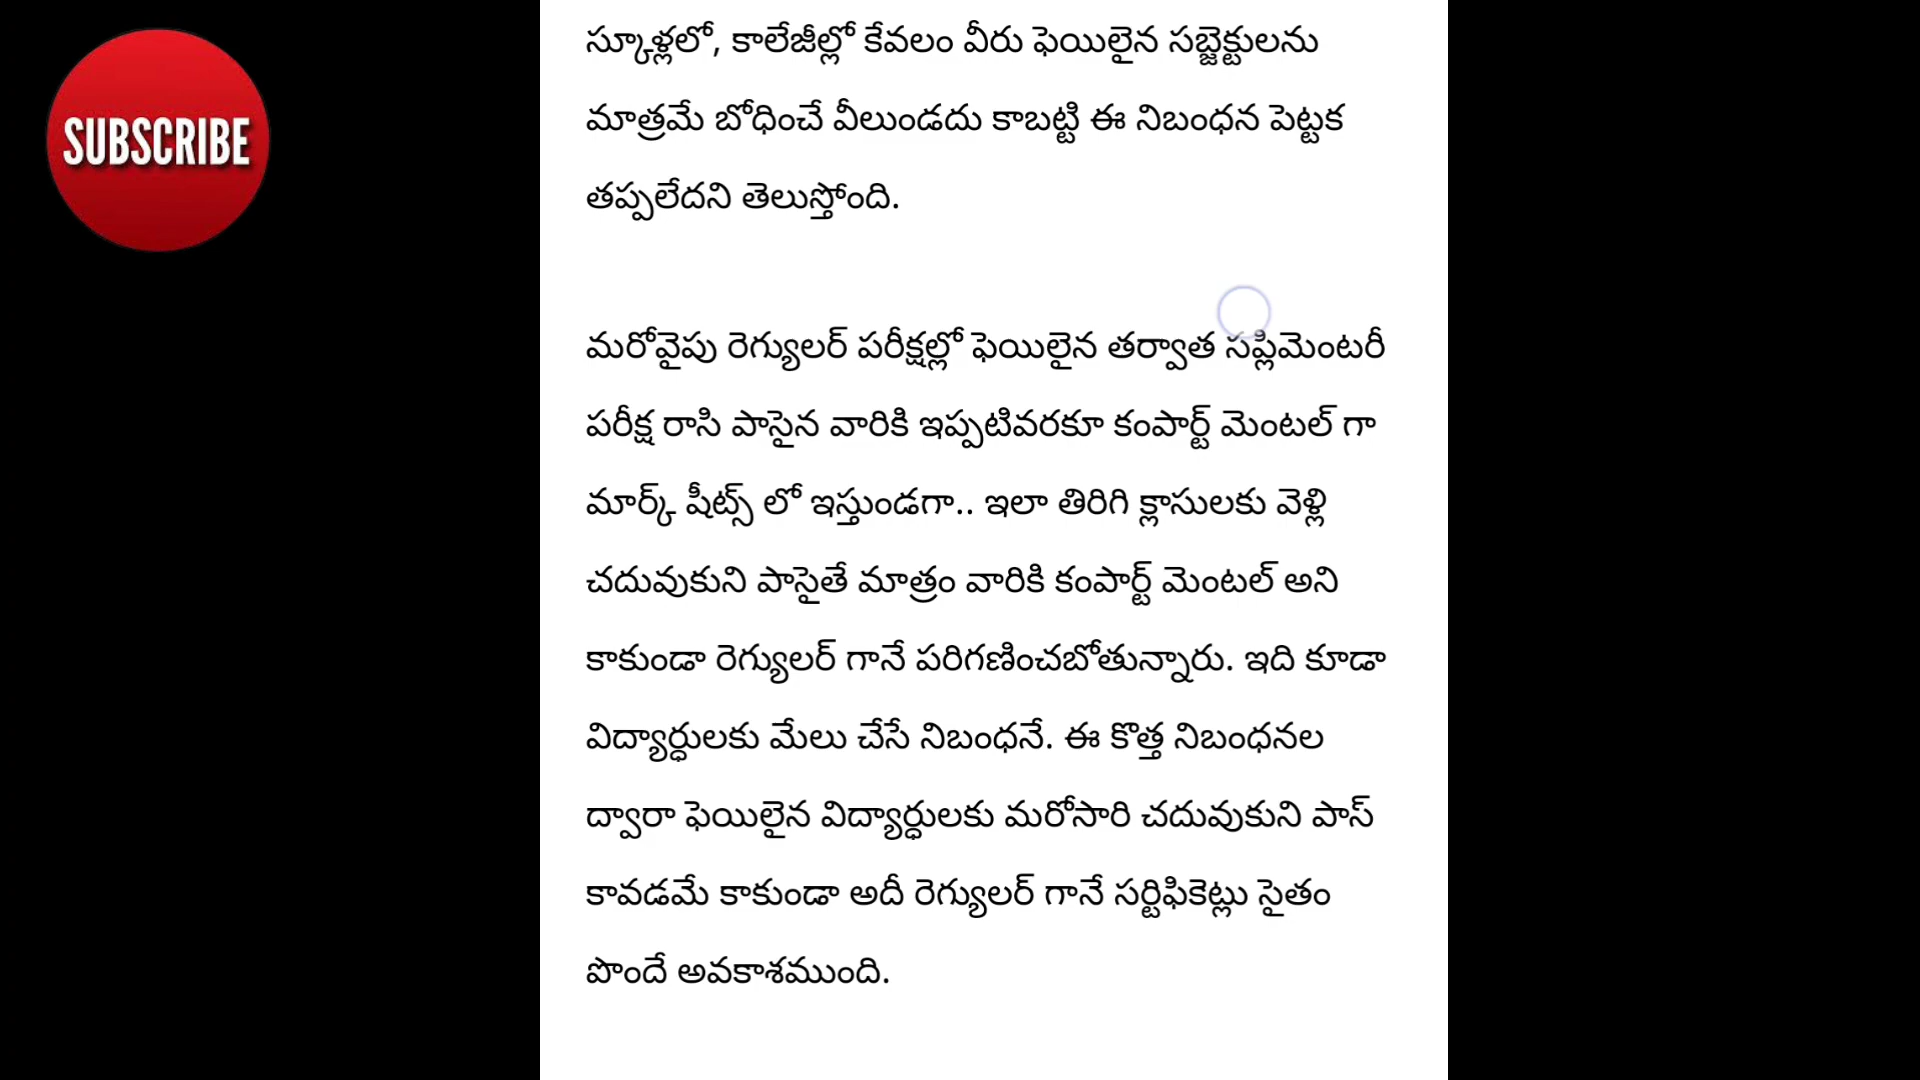 SUBSCRIBE
స్కూళ్లలో, కాలేజీల్లో కేవలం వీరు ఫెయిలైన సబ్జెక్టులను
మాత్రమే బోధించే వీలుండదు కాబట్టి ఈ నిబంధన పెట్టక
తప్పలేదని తెలుస్తోంది.
మరోవైపు రెగ్యులర్ పరీక్షల్లో ఫెయిలైన తర్వాత సప్లిమెంటరీ
పరీక్ష రాసి పాసైన వారికి ఇప్పటివరకూ కంపార్ట్ మెంటల్ గా
మార్క్ షీట్స్ లో ఇస్తుండగా.. ఇలా తిరిగి క్లాసులకు వెళ్లి
చదువుకుని పాసైతే మాత్రం వారికి కంపార్ట్ మెంటల్ అని
కాకుండా రెగ్యులర్ గానే పరిగణించబోతున్నారు. ఇది కూడా
విద్యార్ధులకు మేలు చేసే నిబంధనే. ఈ కొత్త నిబంధనల
ద్వారా ఫెయిలైన విద్యార్ధులకు మరోసారి చదువుకుని పాస్
కావడమే కాకుండా అదీ రెగ్యులర్ గానే సర్టిఫికెట్లు సైతం
పొందే అవకాశముంది.